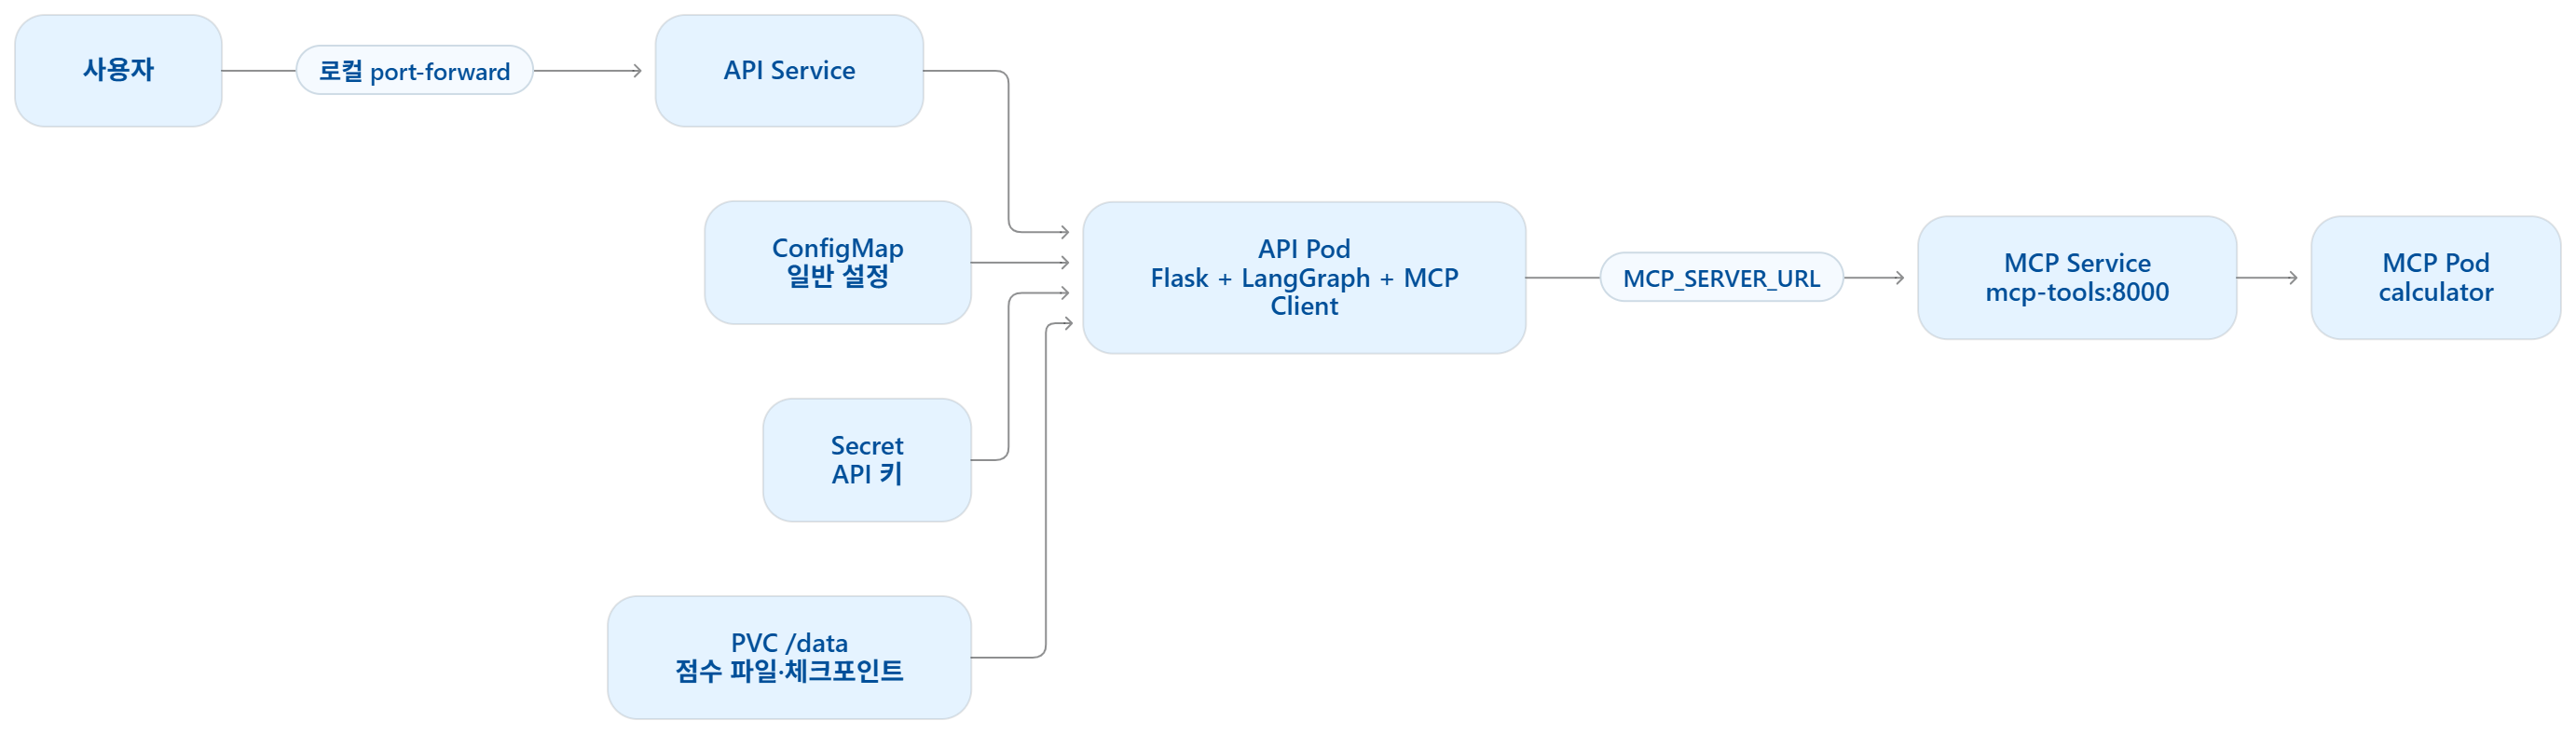 사용자
로컬 port-forward
API Service
ConfigMap
일반 설정
API Pod
Flask + LangGraph + MCP
Client
MCP_SERVER_URL
MCP Service
mcp-tools:8000
MCP Pod
calculator
Secret
API 키
PVC /data
점수 파일·체크포인트